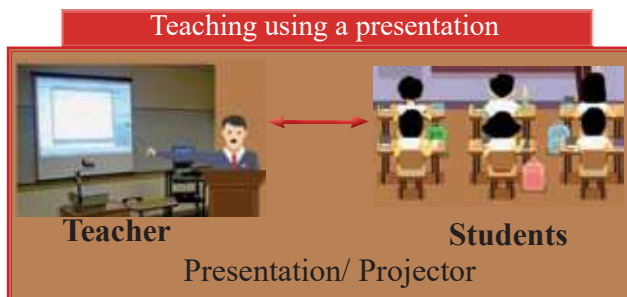 Teaching using a presentation
Teacher
Students
Presentation/ Projector